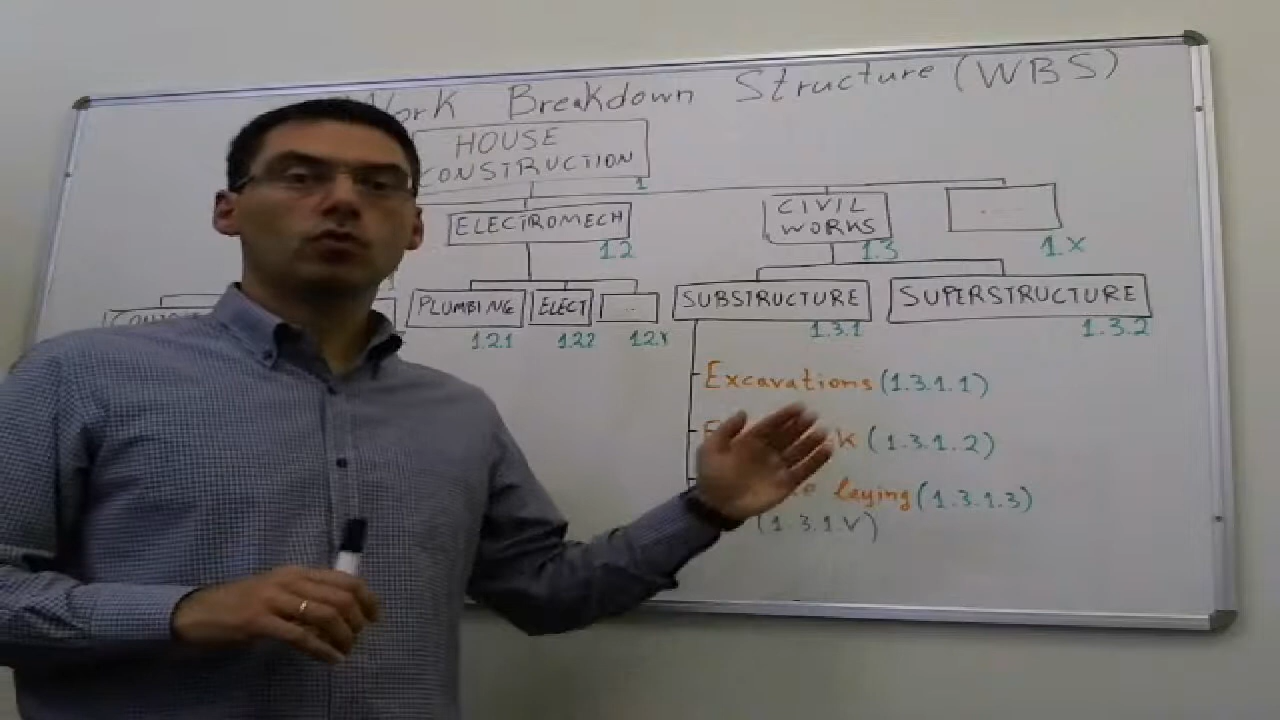 Work Breakdown Structure (WBS)
HOUSE
CONSTRUCTION
1
ELECTROMECH
1.2
CIVIL
WORKS
1.3
.....
1.X
PLUMBING
1.2.1
ELECT
1.2.2
...
1.2.X
SUBSTRUCTURE
1.3.1
SUPERSTRUCTURE
1.3.2
Excavations (1.3.1.1)
(1.3.1.2)
laying (1.3.1.3)
(1.3.1.V)